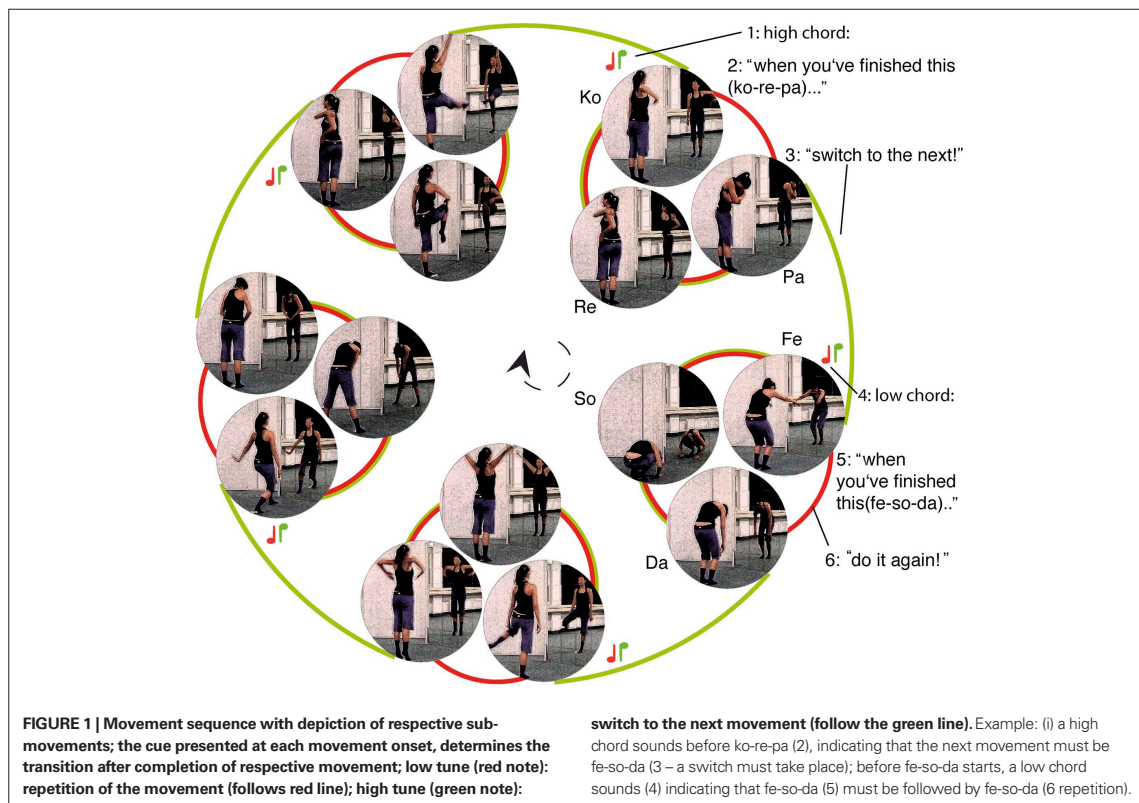 1: high chord:
2: “when you‘ve finished this
(ko-re-pa)...”
Ko
3: “switch to the next!”
Pa
Re
Fe
So
4: low chord:
5: “when
you‘ve finished
this(fe-so-da)..”
Da
6: “do it again!”
FIGURE 1 | Movement sequence with depiction of respective sub-
movements; the cue presented at each movement onset, determines the
transition after completion of respective movement; low tune (red note):
repetition of the movement (follows red line); high tune (green note):
switch to the next movement (follow the green line). Example: (i) a high
chord sounds before ko-re-pa (2), indicating that the next movement must be
fe-so-da (3 – a switch must take place); before fe-so-da starts, a low chord
sounds (4) indicating that fe-so-da (5) must be followed by fe-so-da (6 repetition).